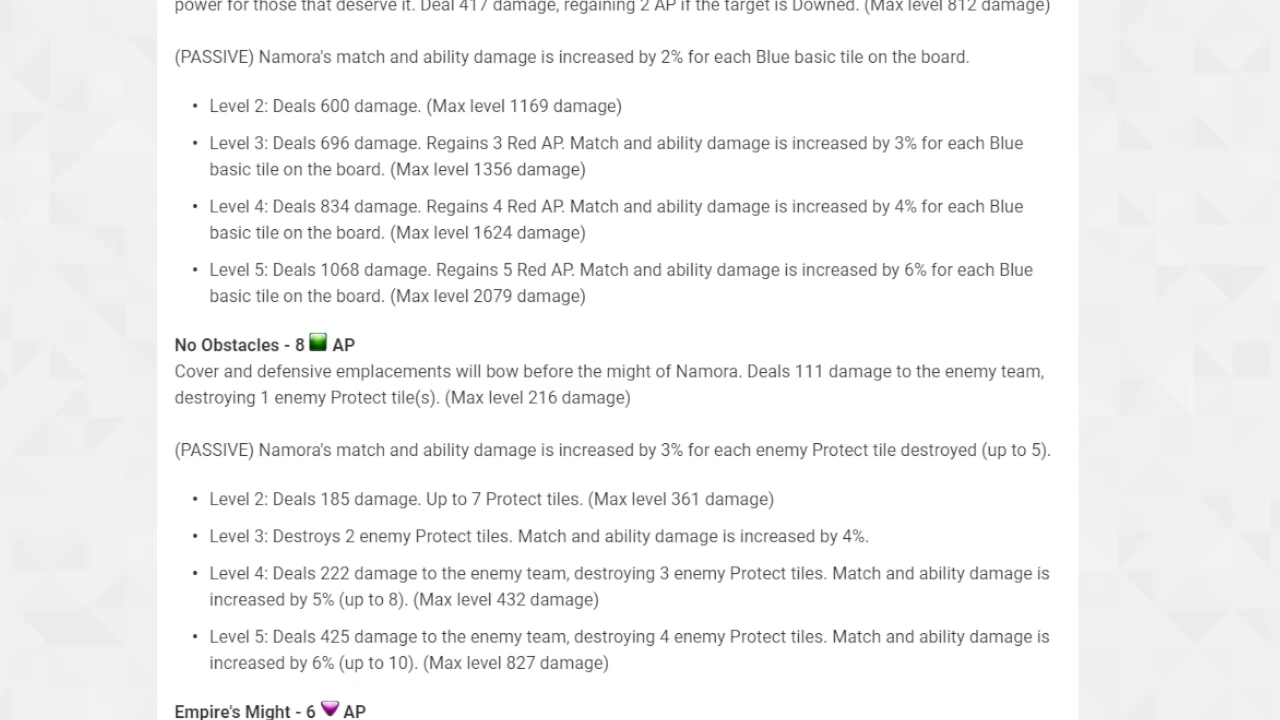 power for those that deserve it. Deal 417 damage, regaining 2 AP if the target is Downed. (Max level 812 damage)
(PASSIVE) Namora's match and ability damage is increased by 2% for each Blue basic tile on the board.
• Level 2: Deals 600 damage. (Max level 1169 damage)
• Level 3: Deals 696 damage. Regains 3 Red AP. Match and ability damage is increased by 3% for each Blue
basic tile on the board. (Max level 1356 damage)
• Level 4: Deals 834 damage. Regains 4 Red AP. Match and ability damage is increased by 4% for each Blue
basic tile on the board. (Max level 1624 damage)
• Level 5: Deals 1068 damage. Regains 5 Red AP. Match and ability damage is increased by 6% for each Blue
basic tile on the board. (Max level 2079 damage)
No Obstacles - 8 AP
Cover and defensive emplacements will bow before the might of Namora. Deals 111 damage to the enemy team,
destroying 1 enemy Protect tile(s). (Max level 216 damage)
(PASSIVE) Namora's match and ability damage is increased by 3% for each enemy Protect tile destroyed (up to 5).
• Level 2: Deals 185 damage. Up to 7 Protect tiles. (Max level 361 damage)
• Level 3: Destroys 2 enemy Protect tiles. Match and ability damage is increased by 4%.
• Level 4: Deals 222 damage to the enemy team, destroying 3 enemy Protect tiles. Match and ability damage is
increased by 5% (up to 8). (Max level 432 damage)
• Level 5: Deals 425 damage to the enemy team, destroying 4 enemy Protect tiles. Match and ability damage is
increased by 6% (up to 10). (Max level 827 damage)
Empire's Might - 6 AP